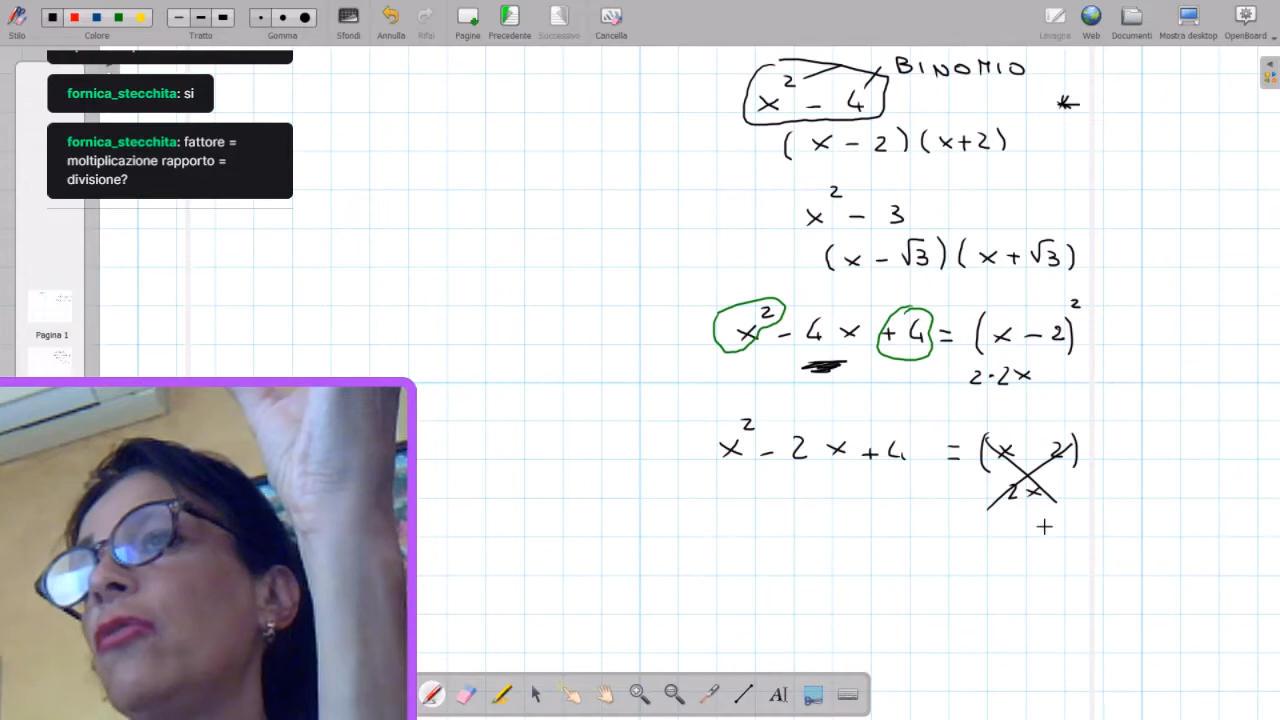 Stilo
Colore
Tratto
Gomma
Sfondi
Annulla
Rifai
Pagine
Precedente
Successivo
Cancella
Lavagna
Web
Documenti
Mostra desktop
OpenBoard
fornica_stecchita: si
fornica_stecchita: fattore =
moltiplicazione rapporto =
divisione?
Pagina 1
BINOMIO
x² - 4
(x - 2)(x+2)
x² - 3
(x - √3)(x + √3)
x² - 4x + 4 = (x - 2)²
2·2x
x² - 2x + 4 = (x 2)
2x
+
AI